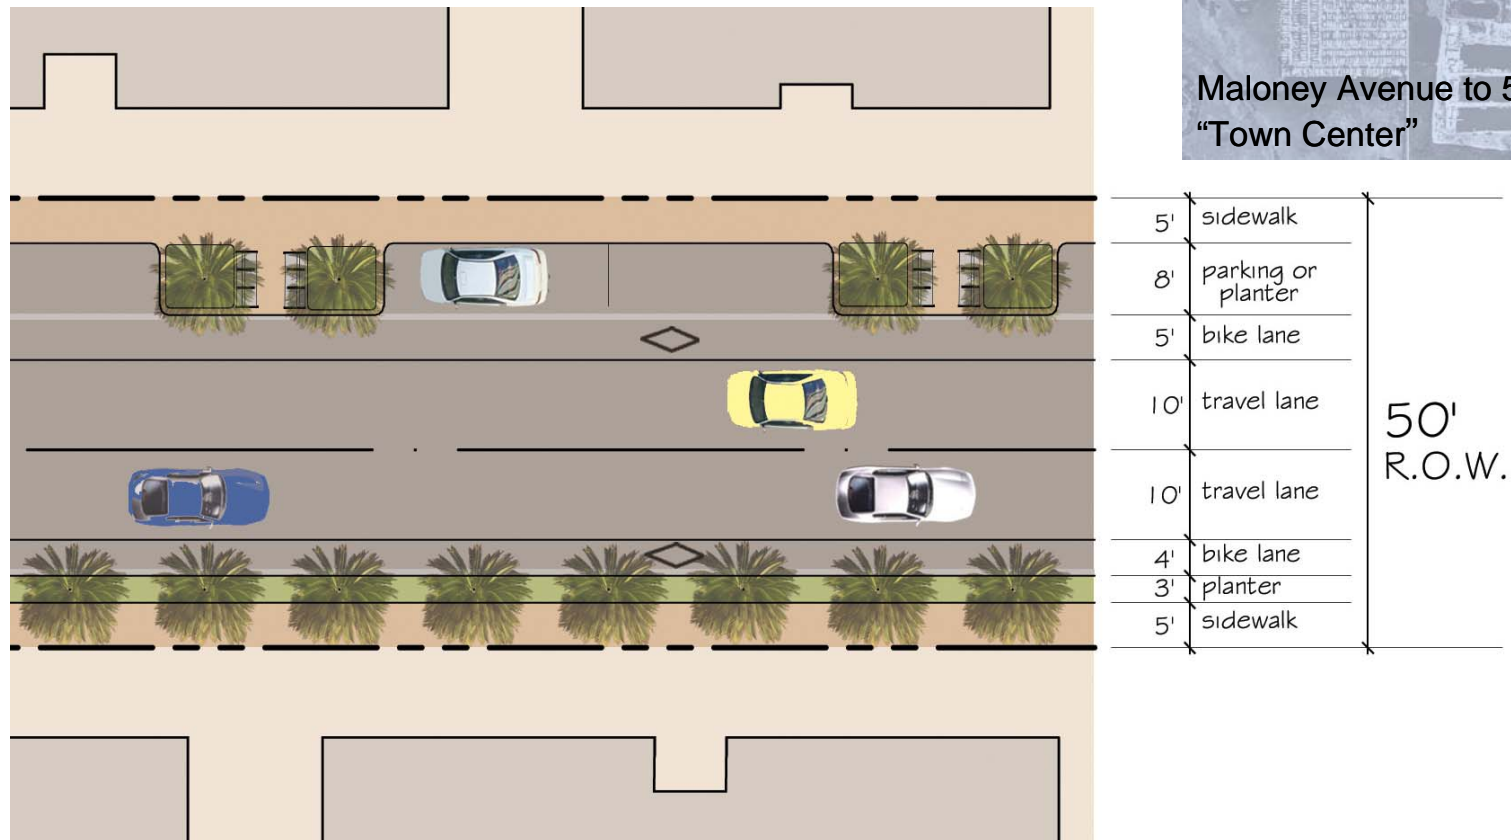 Maloney Avenue to 5
“Town Center”
5' sidewalk
8' parking or
planter
5' bike lane
10' travel lane
10' travel lane
4' bike lane
3' planter
5' sidewalk
50'
R.O.W.